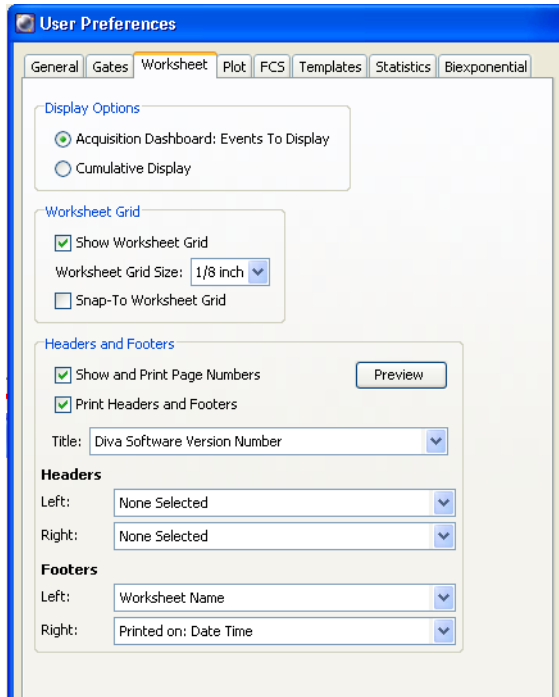 User Preferences
General Gates Worksheet Plot FCS Templates Statistics Biexponential
Display Options
Acquisition Dashboard: Events To Display
Cumulative Display
Worksheet Grid
Show Worksheet Grid
Worksheet Grid Size: 1/8 inch
Snap-To Worksheet Grid
Headers and Footers
Show and Print Page Numbers Preview
Print Headers and Footers
Title: Diva Software Version Number
Headers
Left: None Selected
Right: None Selected
Footers
Left: Worksheet Name
Right: Printed on: Date Time